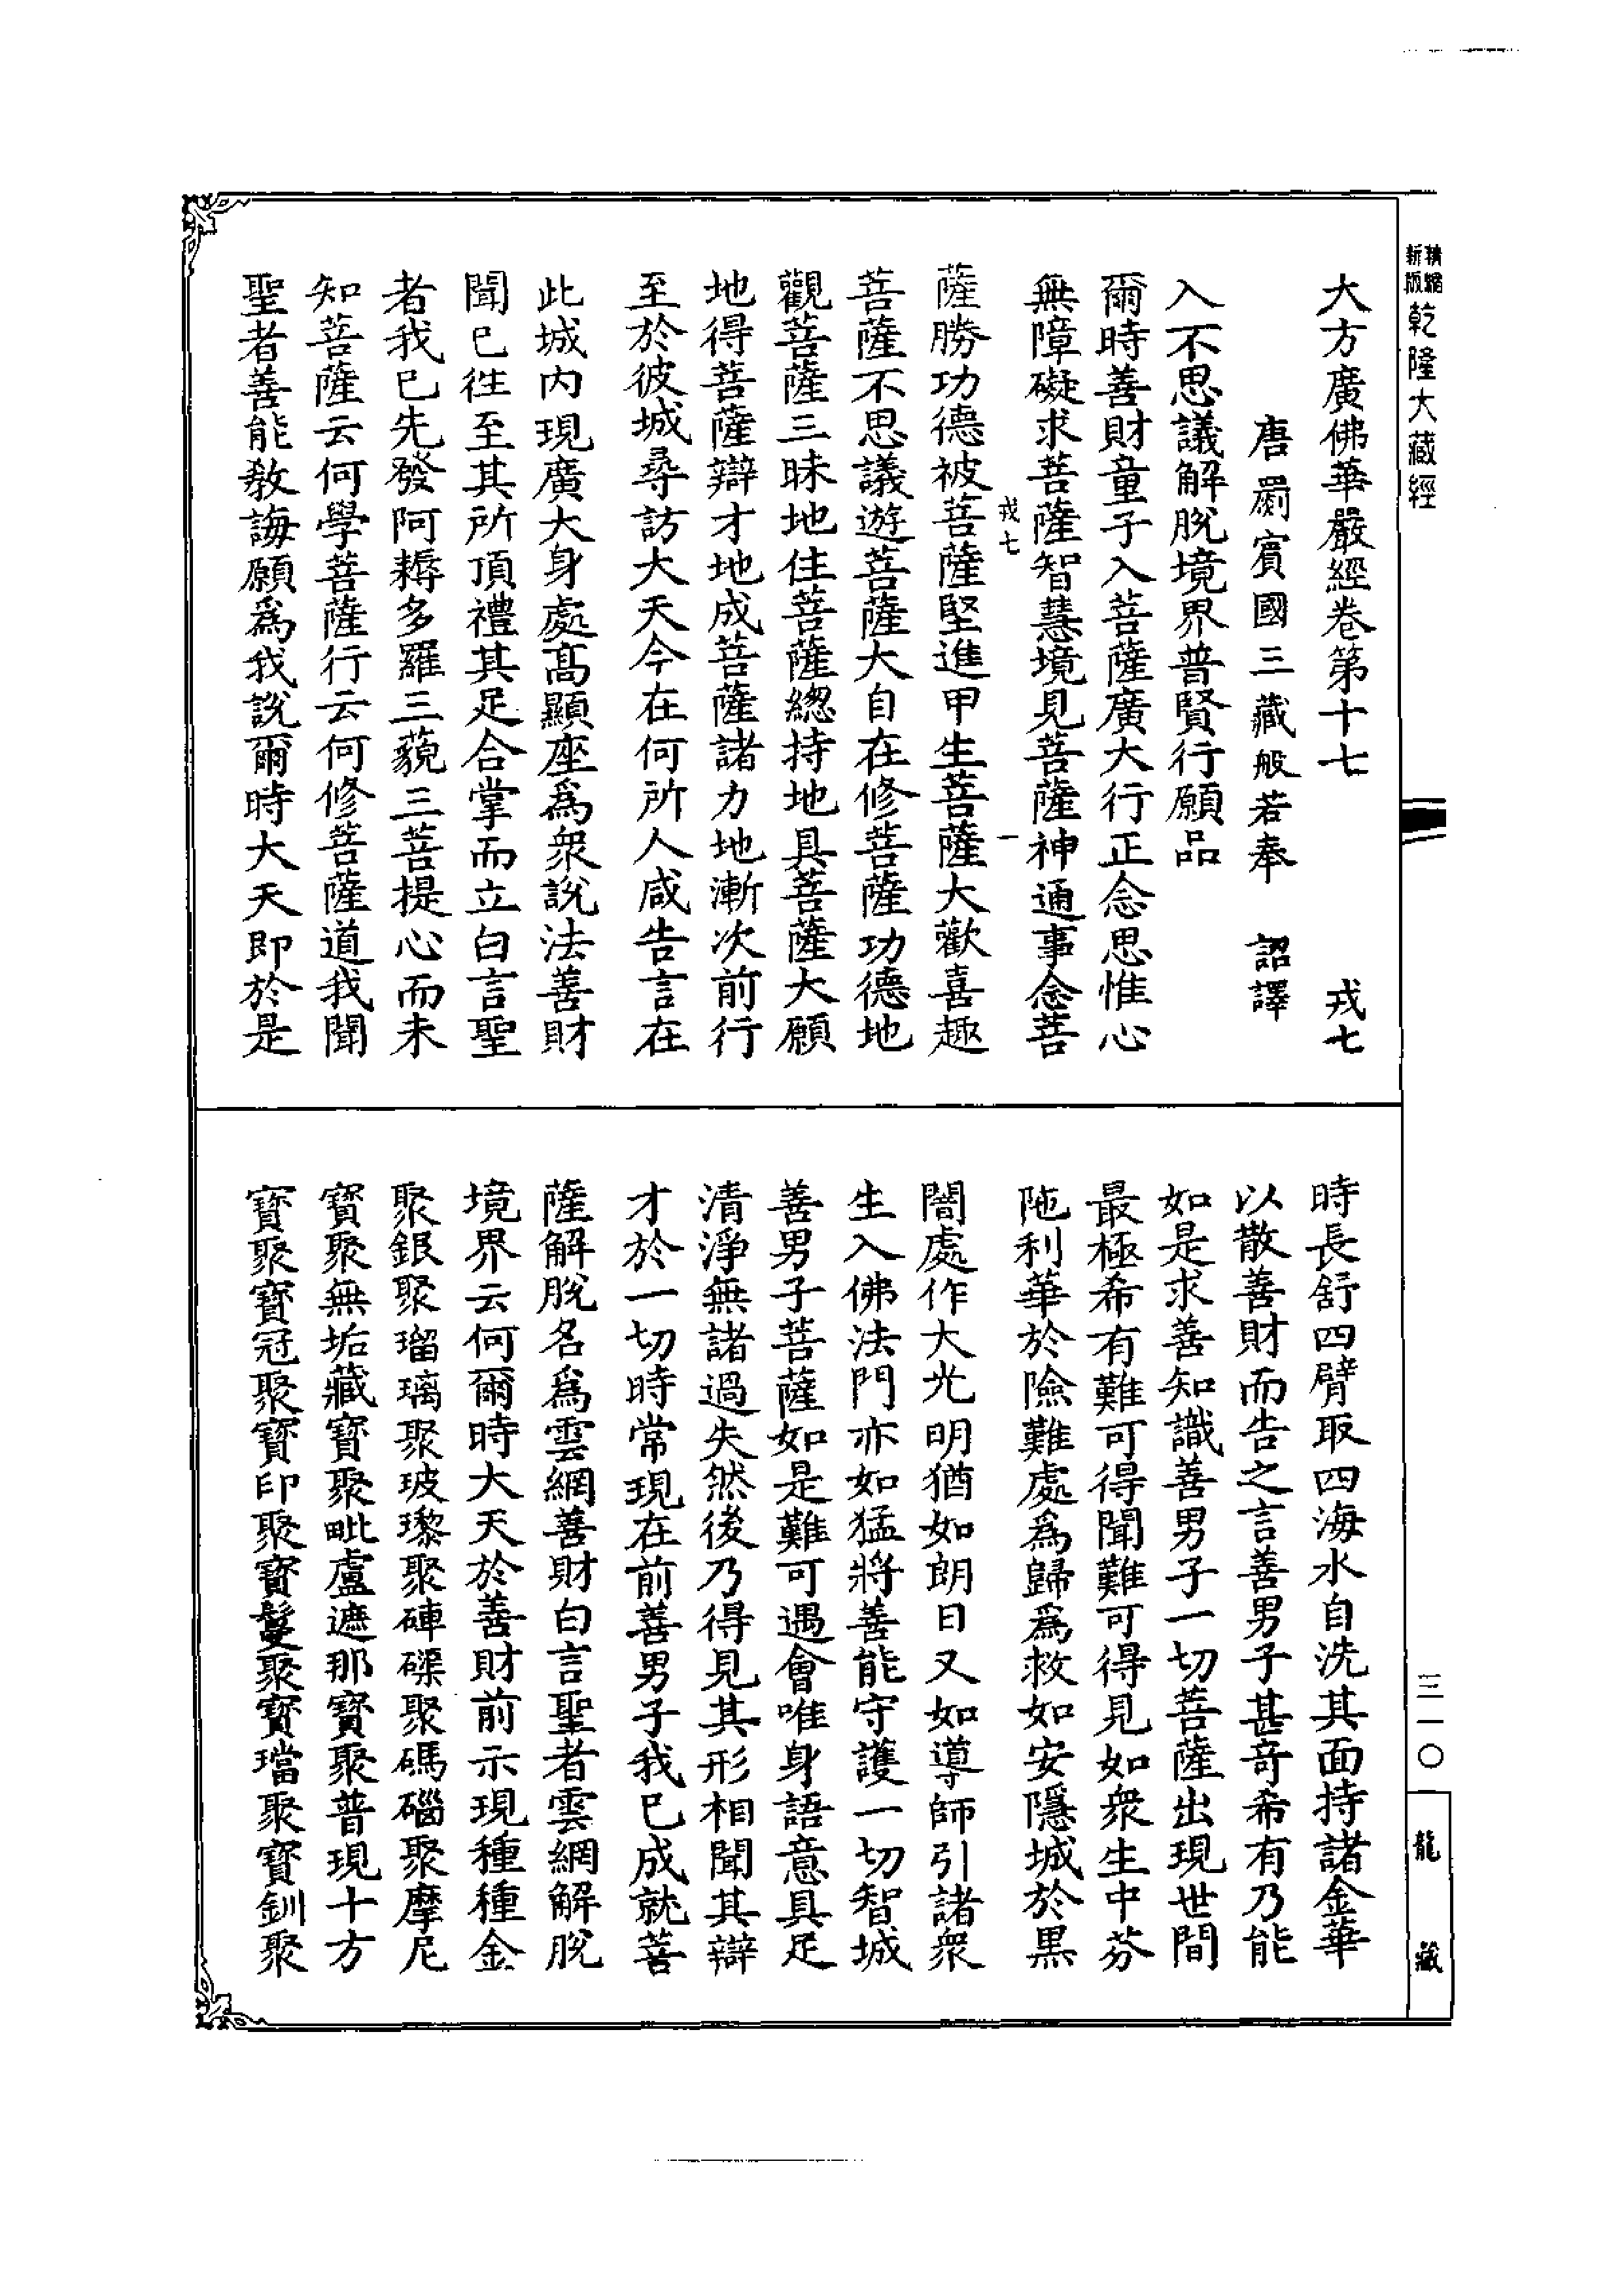 精縮新版乾隆大藏經
大方廣佛華嚴經卷第十七 戎七
唐罽賓國三藏般若奉 詔譯
入不思議解脫境界普賢行願品
爾時善財童子入菩薩廣大行正念思惟心
無障礙求菩薩智慧境見菩薩神通事念菩
戎七 一
薩勝功德被菩薩堅進甲生菩薩大歡喜趣
菩薩不思議遊菩薩大自在修菩薩功德地
觀菩薩三昧地住菩薩總持地具菩薩大願
地得菩薩辯才地成菩薩諸力地漸次前行
至於彼城尋訪大天今在何所人咸告言在
此城內現廣大身處高顯座為衆說法善財
聞已往至其所頂禮其足合掌而立白言聖
者我已先發阿耨多羅三藐三菩提心而未
知菩薩云何學菩薩行云何修菩薩道我聞
聖者善能教誨願為我說爾時大天即於是
時長舒四臂取四海水自洗其面持諸金華
以散善財而告之言善男子甚奇希有乃能
如是求善知識善男子一切菩薩出現世間
最極希有難可得聞難可得見如衆生中芬
陁利華於險難處為歸為救如安隱城於黑
闇處作大光明猶如朗日又如導師引諸衆
生入佛法門亦如猛將善能守護一切智城
善男子菩薩如是難可遇會唯身語意具足
清淨無諸過失然後乃得見其形相聞其辯
才於一切時常現在前善男子我已成就菩
薩解脫名為雲網善財白言聖者雲網解脫
境界云何爾時大天於善財前示現種種金
聚銀聚瑠璃聚玻瓈聚硨磲聚碼碯聚摩尼
寶聚無垢藏寶聚毗盧遮那寶聚普現十方
寶聚寶冠聚寶印聚寶鬘聚寶璫聚寶釧聚
三一〇
龍藏